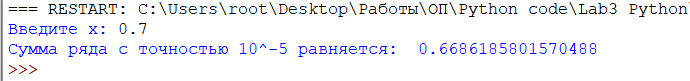 === RESTART: C:\Users\root\Desktop\Работы\ОП\Python code\Lab3 Python\
Введите x: 0.7
Сумма ряда с точностью 10^-5 равняется:  0.6686185801570488
>>>